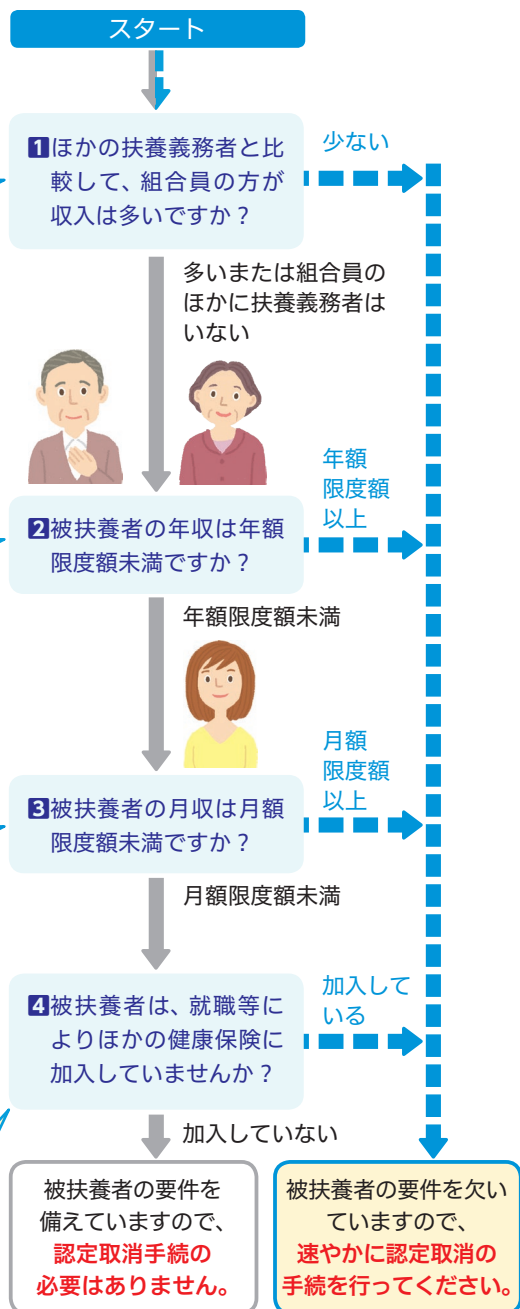 スタート
1ほかの扶養義務者と比
較して、組合員の方が
収入は多いですか？
少ない
多いまたは組合員の
ほかに扶養義務者は
いない
2被扶養者の年収は年額
限度額未満ですか？
年額
限度額
以上
年額限度額未満
3被扶養者の月収は月額
限度額未満ですか？
月額
限度額
以上
月額限度額未満
4被扶養者は、就職等に
よりほかの健康保険に
加入していませんか？
加入して
いる
加入していない
被扶養者の要件を
備えていますので、
認定取消手続の
必要はありません。
被扶養者の要件を欠い
ていますので、
速やかに認定取消の
手続を行ってください。